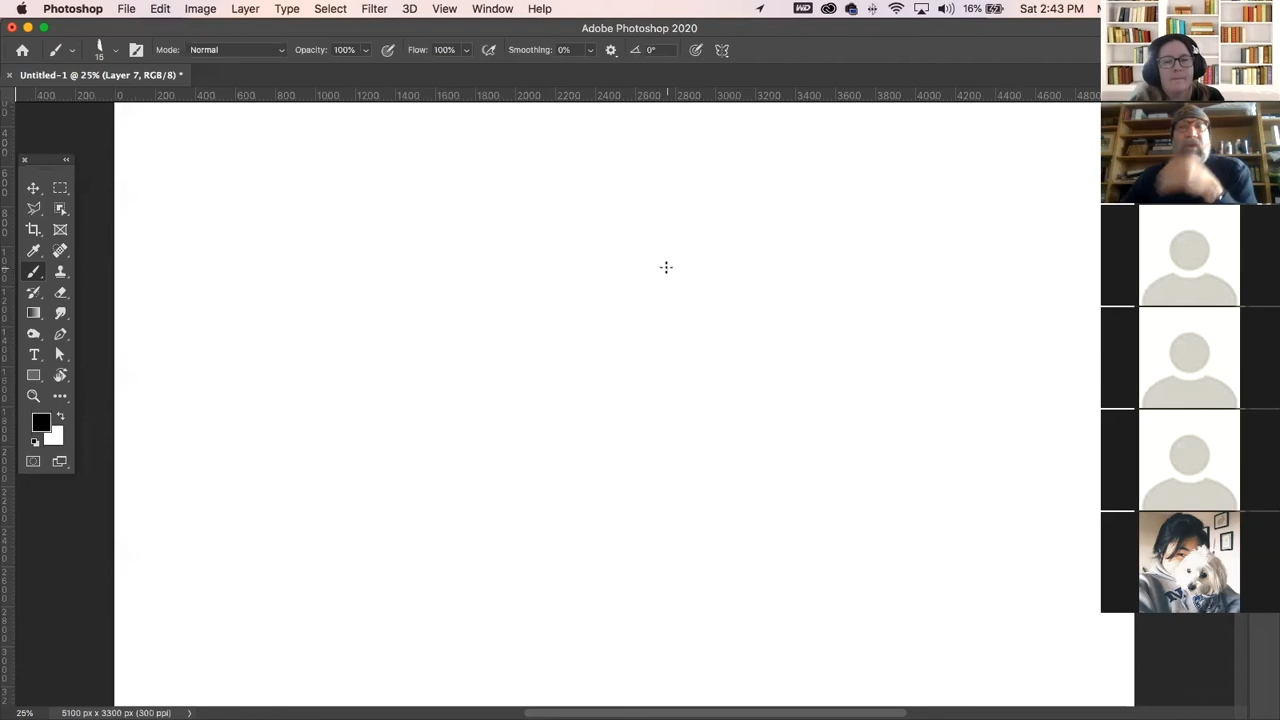 Photoshop File Edit Image Layer Type Select Filter 3D View Window Help
16% Sat 2:43 PM
Adobe Photoshop 2020
15 Mode: Normal Opacity: 100% Flow: 100% Smoothing: 0% 0°
× Untitled-1 @ 25% (Layer 7, RGB/8) *
400 200 0 200 400 600 800 1000 1200 1400 1600 1800 2000 2200 2400 2600 2800 3000 3200 3400 3600 3800 4000 4200 4400 4600 4800
25% 5100 px x 3300 px (300 ppi)